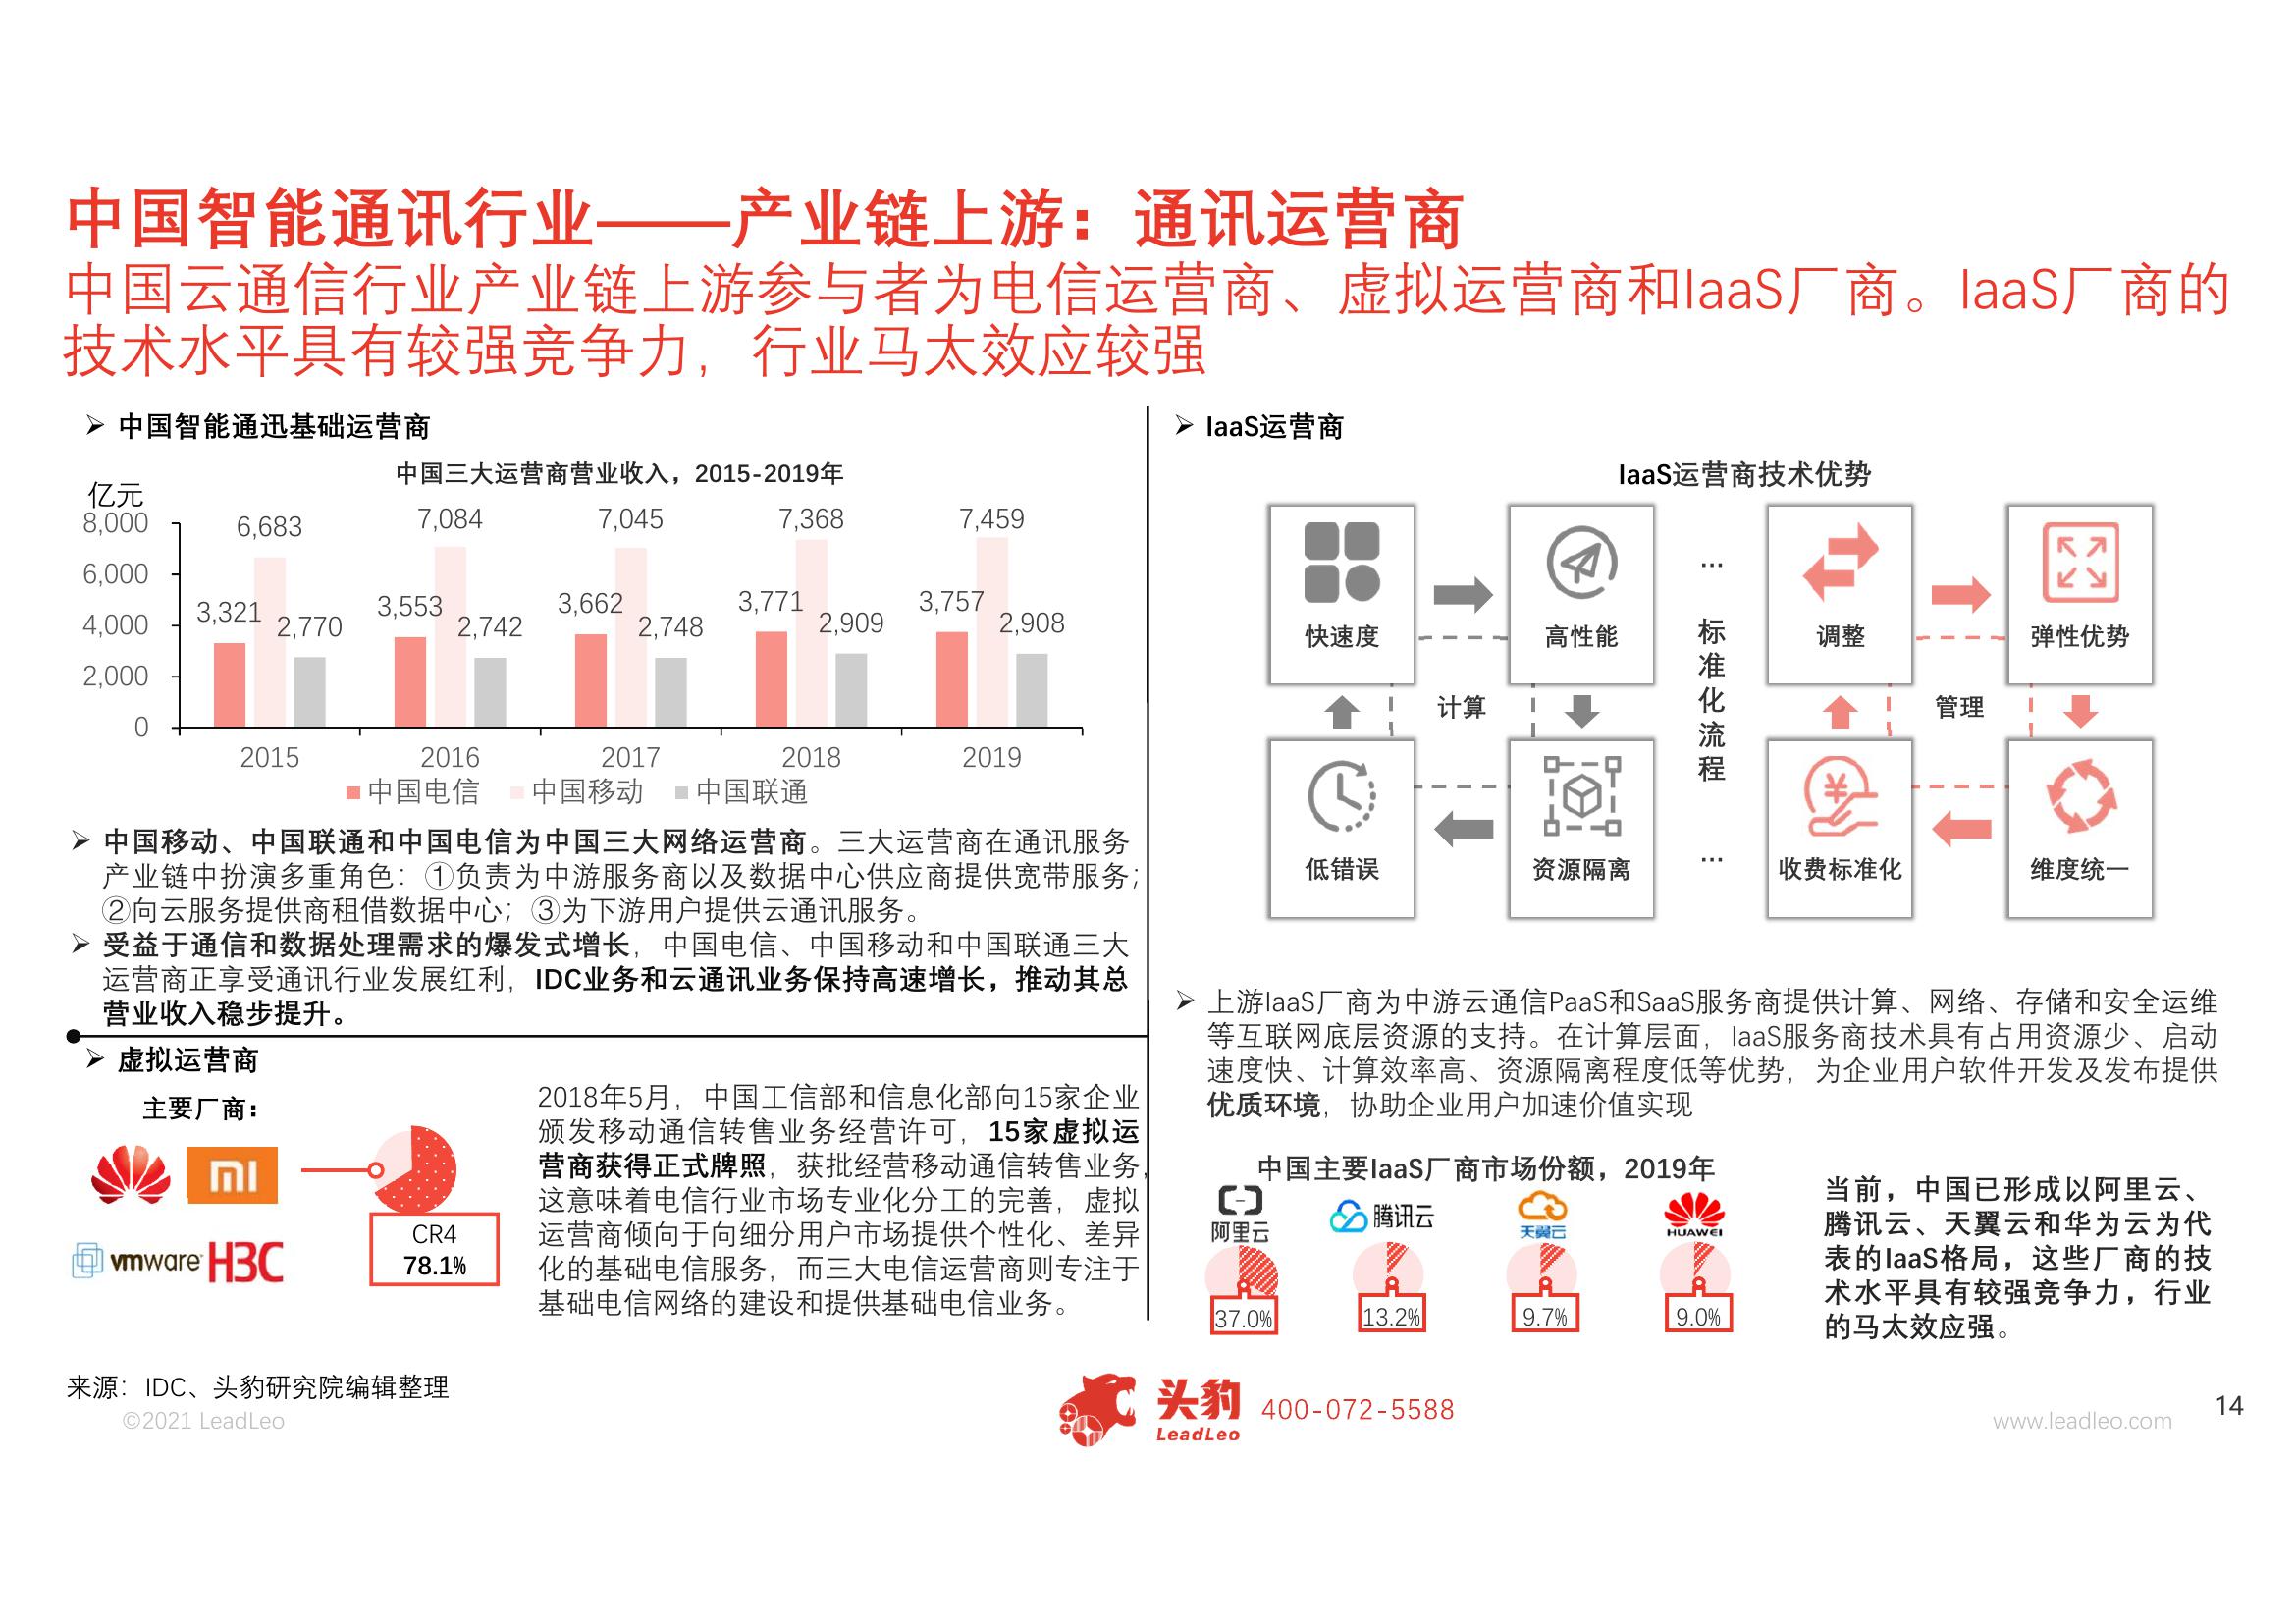 中国智能通讯行业——产业链上游：通讯运营商
中国云通信行业产业链上游参与者为电信运营商、虚拟运营商和IaaS厂商。IaaS厂商的
技术水平具有较强竞争力，行业马太效应较强
➢ 中国智能通迅基础运营商
中国三大运营商营业收入，2015-2019年
亿元
8,000
6,000
4,000
2,000
0
3,321 6,683 2,770
3,553 7,084 2,742
3,662 7,045 2,748
3,771 7,368 2,909
3,757 7,459 2,908
2015 2016 2017 2018 2019
中国电信 中国移动 中国联通
➢ 中国移动、中国联通和中国电信为中国三大网络运营商。三大运营商在通讯服务
产业链中扮演多重角色：①负责为中游服务商以及数据中心供应商提供宽带服务；
②向云服务提供商租借数据中心；③为下游用户提供云通讯服务。
➢ 受益于通信和数据处理需求的爆发式增长，中国电信、中国移动和中国联通三大
运营商正享受通讯行业发展红利，IDC业务和云通讯业务保持高速增长，推动其总
营业收入稳步提升。
➢ 虚拟运营商
主要厂商：
mi
vmware H3C
CR4
78.1%
2018年5月，中国工信部和信息化部向15家企业
颁发移动通信转售业务经营许可，15家虚拟运
营商获得正式牌照，获批经营移动通信转售业务，
这意味着电信行业市场专业化分工的完善，虚拟
运营商倾向于向细分用户市场提供个性化、差异
化的基础电信服务，而三大电信运营商则专注于
基础电信网络的建设和提供基础电信业务。
➢ IaaS运营商
IaaS运营商技术优势
快速度 高性能 … 调整 弹性优势
计算 标准化流程 管理
低错误 资源隔离 … 收费标准化 维度统一
➢ 上游IaaS厂商为中游云通信PaaS和SaaS服务商提供计算、网络、存储和安全运维
等互联网底层资源的支持。在计算层面，IaaS服务商技术具有占用资源少、启动
速度快、计算效率高、资源隔离程度低等优势，为企业用户软件开发及发布提供
优质环境，协助企业用户加速价值实现
中国主要IaaS厂商市场份额，2019年
阿里云 腾讯云 天翼云 HUAWEI
37.0% 13.2% 9.7% 9.0%
当前，中国已形成以阿里云、
腾讯云、天翼云和华为云为代
表的IaaS格局，这些厂商的技
术水平具有较强竞争力，行业
的马太效应强。
来源：IDC、头豹研究院编辑整理
©2021 LeadLeo
头豹
LeadLeo
400-072-5588
www.leadleo.com
14